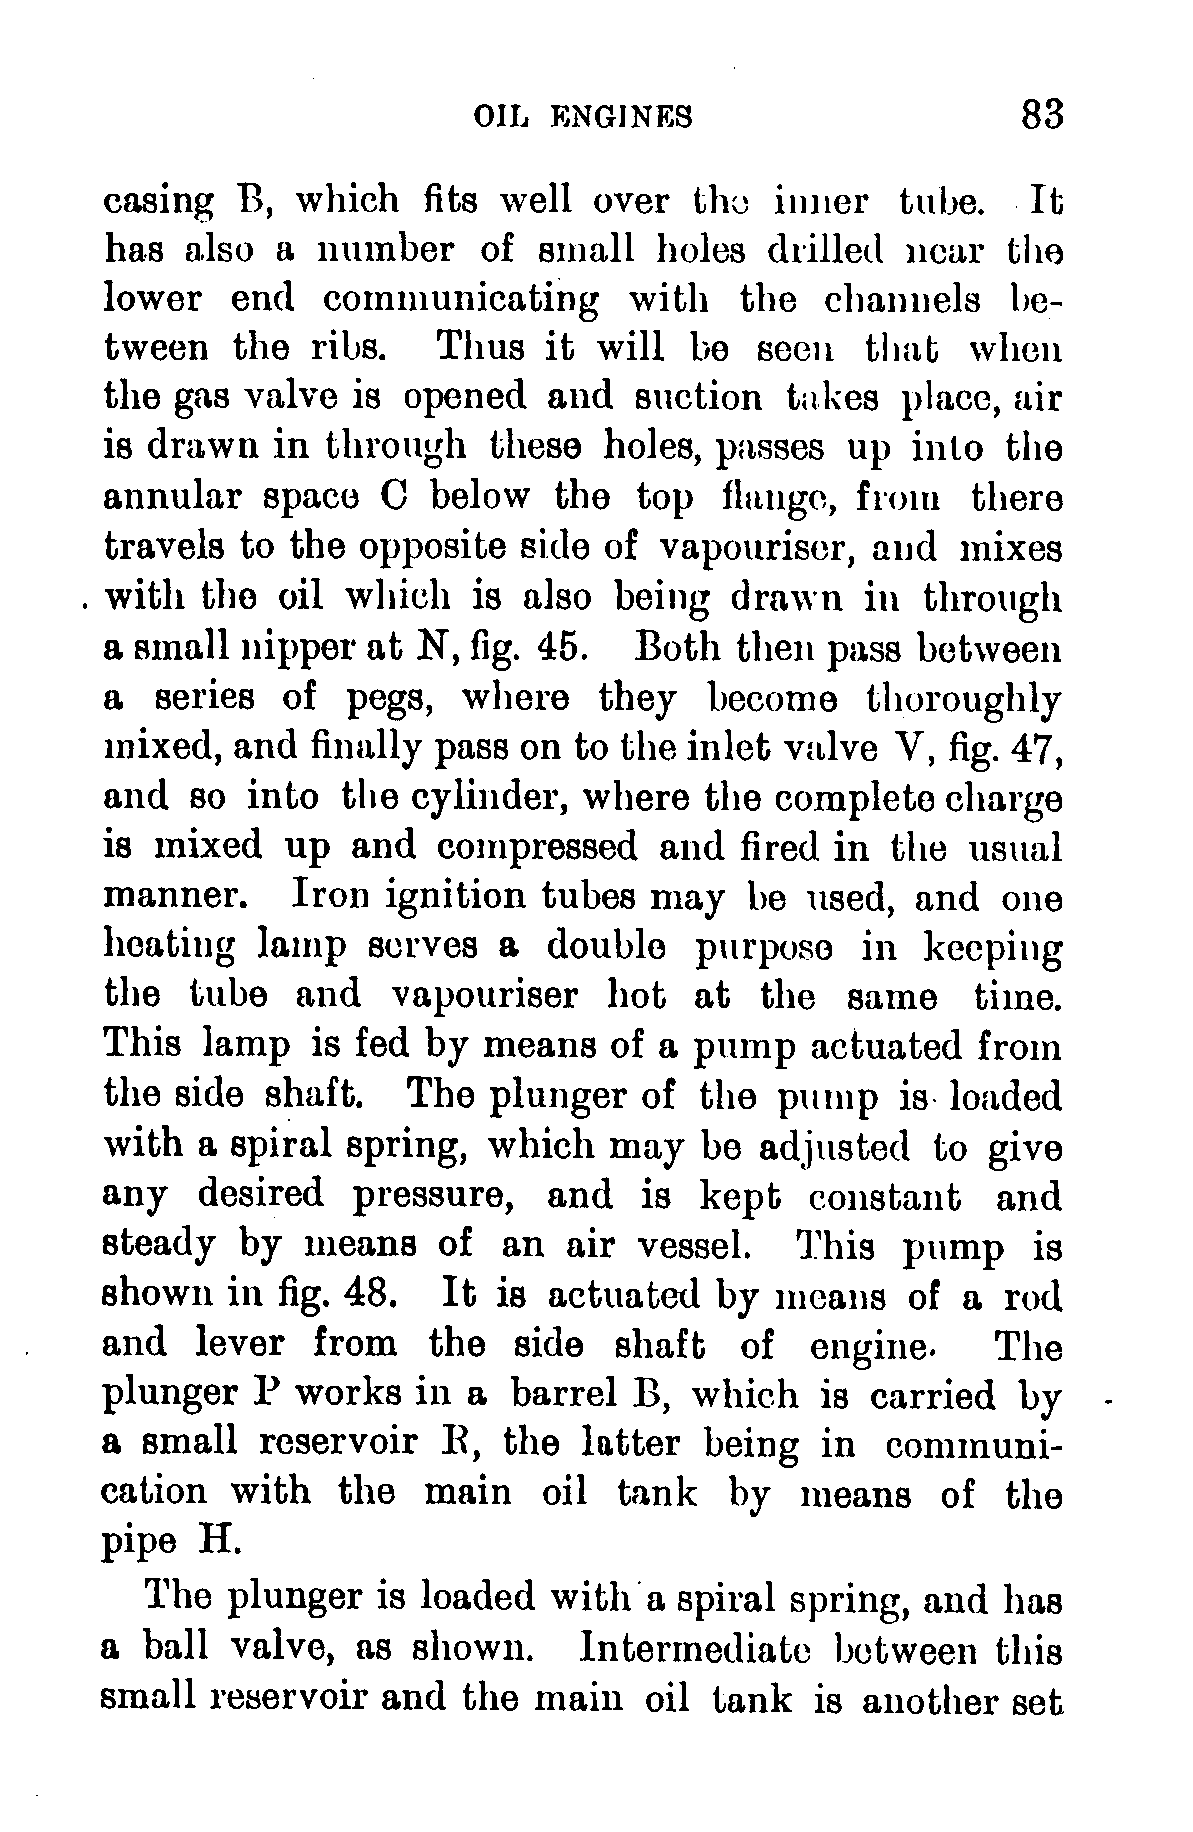 OIL ENGINES 83
casing B, which fits well over the inner tube. It
has also a number of small holes drilled near the
lower end communicating with the channels be-
tween the ribs. Thus it will be seen that when
the gas valve is opened and suction takes place, air
is drawn in through these holes, passes up into the
annular space C below the top flange, from there
travels to the opposite side of vapouriser, and mixes
with the oil which is also being drawn in through
a small nipper at N, fig. 45. Both then pass between
a series of pegs, where they become thoroughly
mixed, and finally pass on to the inlet valve V, fig. 47,
and so into the cylinder, where the complete charge
is mixed up and compressed and fired in the usual
manner. Iron ignition tubes may be used, and one
heating lamp serves a double purpose in keeping
the tube and vapouriser hot at the same time.
This lamp is fed by means of a pump actuated from
the side shaft. The plunger of the pump is loaded
with a spiral spring, which may be adjusted to give
any desired pressure, and is kept constant and
steady by means of an air vessel. This pump is
shown in fig. 48. It is actuated by means of a rod
and lever from the side shaft of engine. The
plunger P works in a barrel B, which is carried by
a small reservoir R, the latter being in communi-
cation with the main oil tank by means of the
pipe H.
The plunger is loaded with a spiral spring, and has
a ball valve, as shown. Intermediate between this
small reservoir and the main oil tank is another set